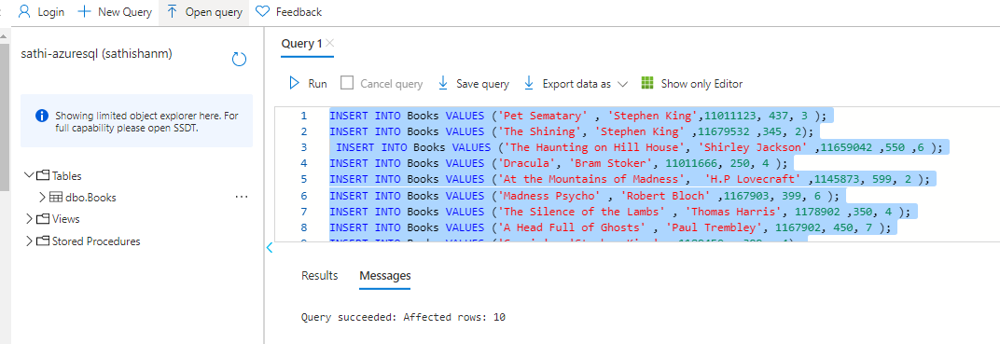 Login New Query Open query Feedback
sathi-azuresql (sathishanm)
Showing limited object explorer here. For
full capability please open SSDT.
Tables
dbo.Books ...
Views
Stored Procedures
Query 1
Run Cancel query Save query Export data as Show only Editor
1 INSERT INTO Books VALUES ('Pet Sematary' , 'Stephen King',11011123, 437, 3 );
2 INSERT INTO Books VALUES ('The Shining', 'Stephen King' ,11679532 ,345, 2);
3 INSERT INTO Books VALUES ('The Haunting on Hill House', 'Shirley Jackson' ,11659042 ,550 ,6 );
4 INSERT INTO Books VALUES ('Dracula', 'Bram Stoker', 11011666, 250, 4 );
5 INSERT INTO Books VALUES ('At the Mountains of Madness', 'H.P Lovecraft' ,1145873, 599, 2 );
6 INSERT INTO Books VALUES ('Madness Psycho' , 'Robert Bloch' ,1167903, 399, 6 );
7 INSERT INTO Books VALUES ('The Silence of the Lambs' , 'Thomas Harris', 1178902 ,350, 4 );
8 INSERT INTO Books VALUES ('A Head Full of Ghosts' , 'Paul Trembley', 1167902, 450, 7 );
INSERT INTO Books VALUES
Results Messages
Query succeeded: Affected rows: 10